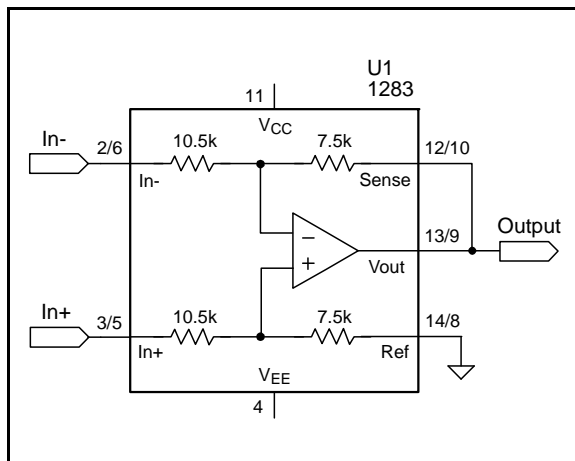 U1
1283
11
VCC
In-
2/6
10.5k
7.5k
12/10
In-
Sense
−
+
13/9
Output
Vout
In+
3/5
10.5k
7.5k
14/8
In+
Ref
VEE
4